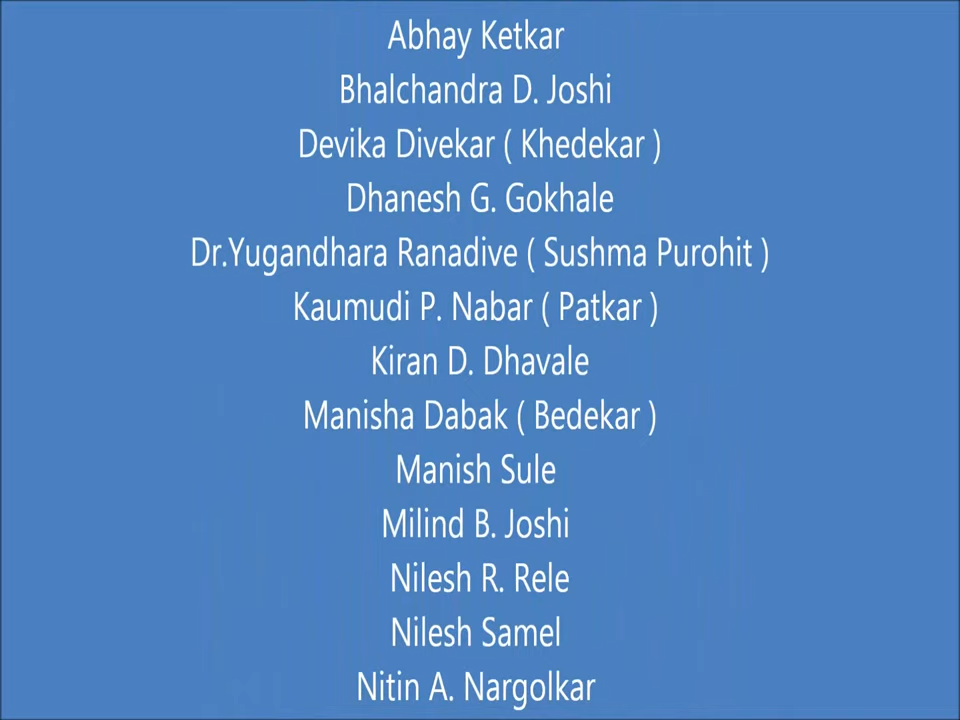 Abhay Ketkar
Bhalchandra D. Joshi
Devika Divekar ( Khedekar )
Dhanesh G. Gokhale
Dr.Yugandhara Ranadive ( Sushma Purohit )
Kaumudi P. Nabar ( Patkar )
Kiran D. Dhavale
Manisha Dabak ( Bedekar )
Manish Sule
Milind B. Joshi
Nilesh R. Rele
Nilesh Samel
Nitin A. Nargolkar